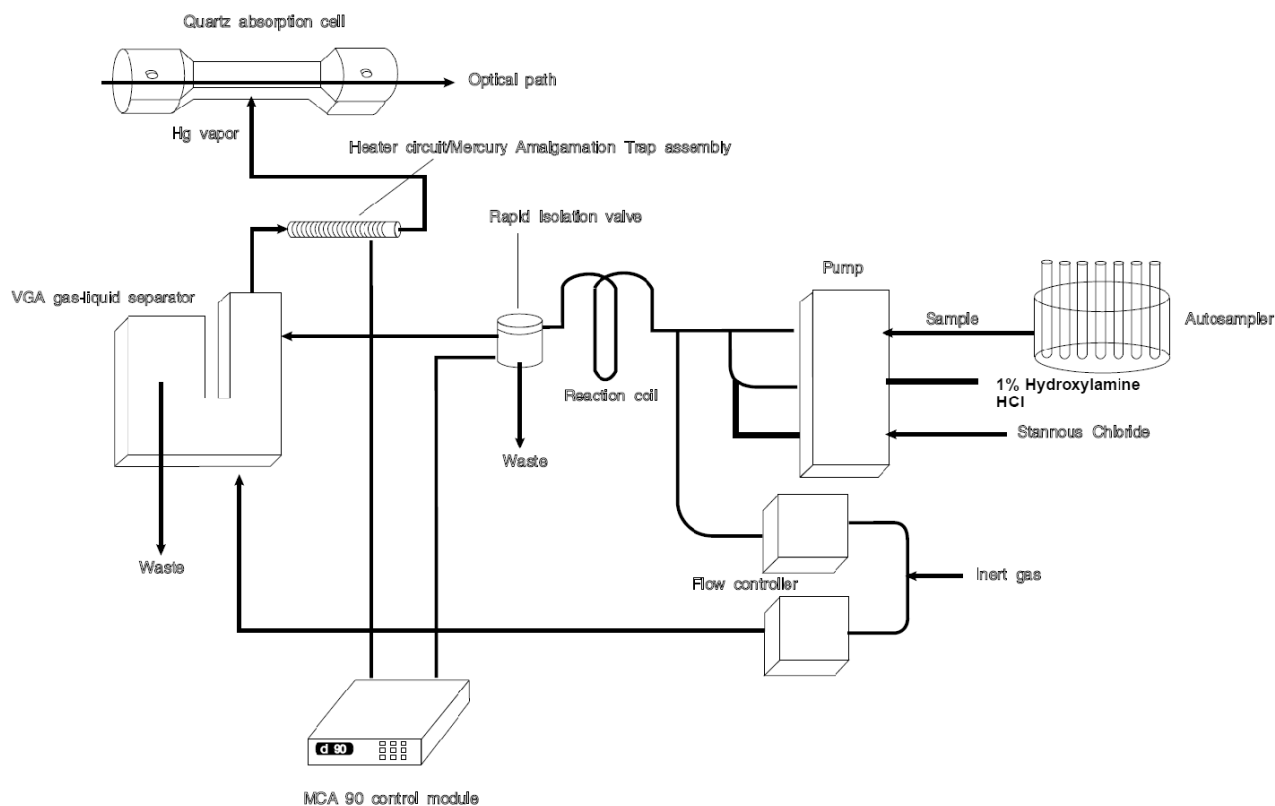 Quartz absorption cell
Optical path
Hg vapor
Heater circuit/Mercury Amalgamation Trap assembly
Rapid Isolation valve
Pump
VGA gas-liquid separator
Sample
Autosampler
1% Hydroxylamine
HCl
Reaction coil
Stannous Chloride
Waste
Waste
Inert gas
Flow controller
d 90
MCA 90 control module